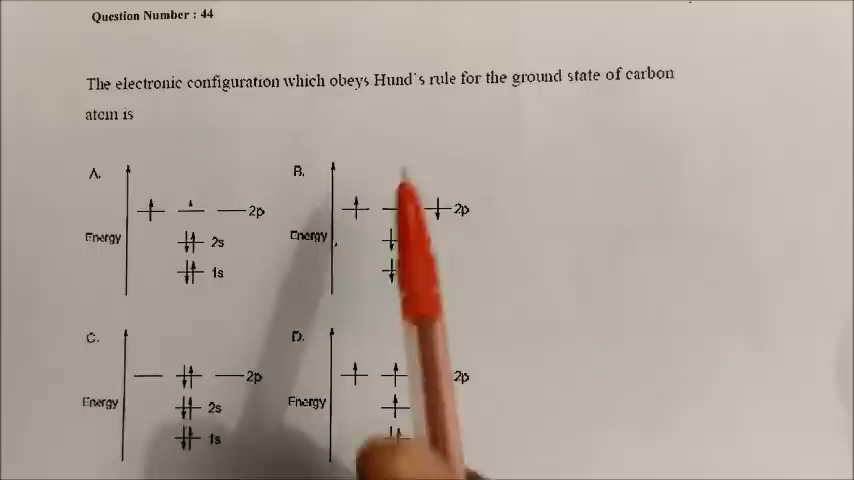 Question Number : 44
The electronic configuration which obeys Hund's rule for the ground state of carbon
atom is
A.
B.
2p
2p
Energy
2s
Energy
1s
C.
D.
2p
2p
Energy
2s
Energy
1s